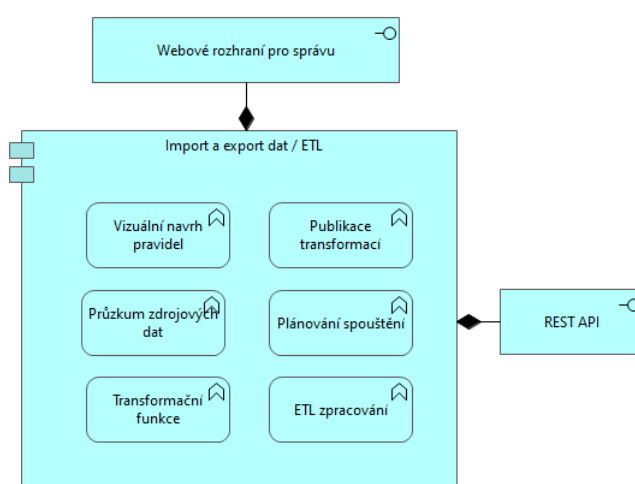 Webové rozhraní pro správu
Import a export dat / ETL
Vizuální navrh
pravidel
Publikace
transformací
Průzkum zdrojových
dat
Plánování spouštění
REST API
Transformační
funkce
ETL zpracování